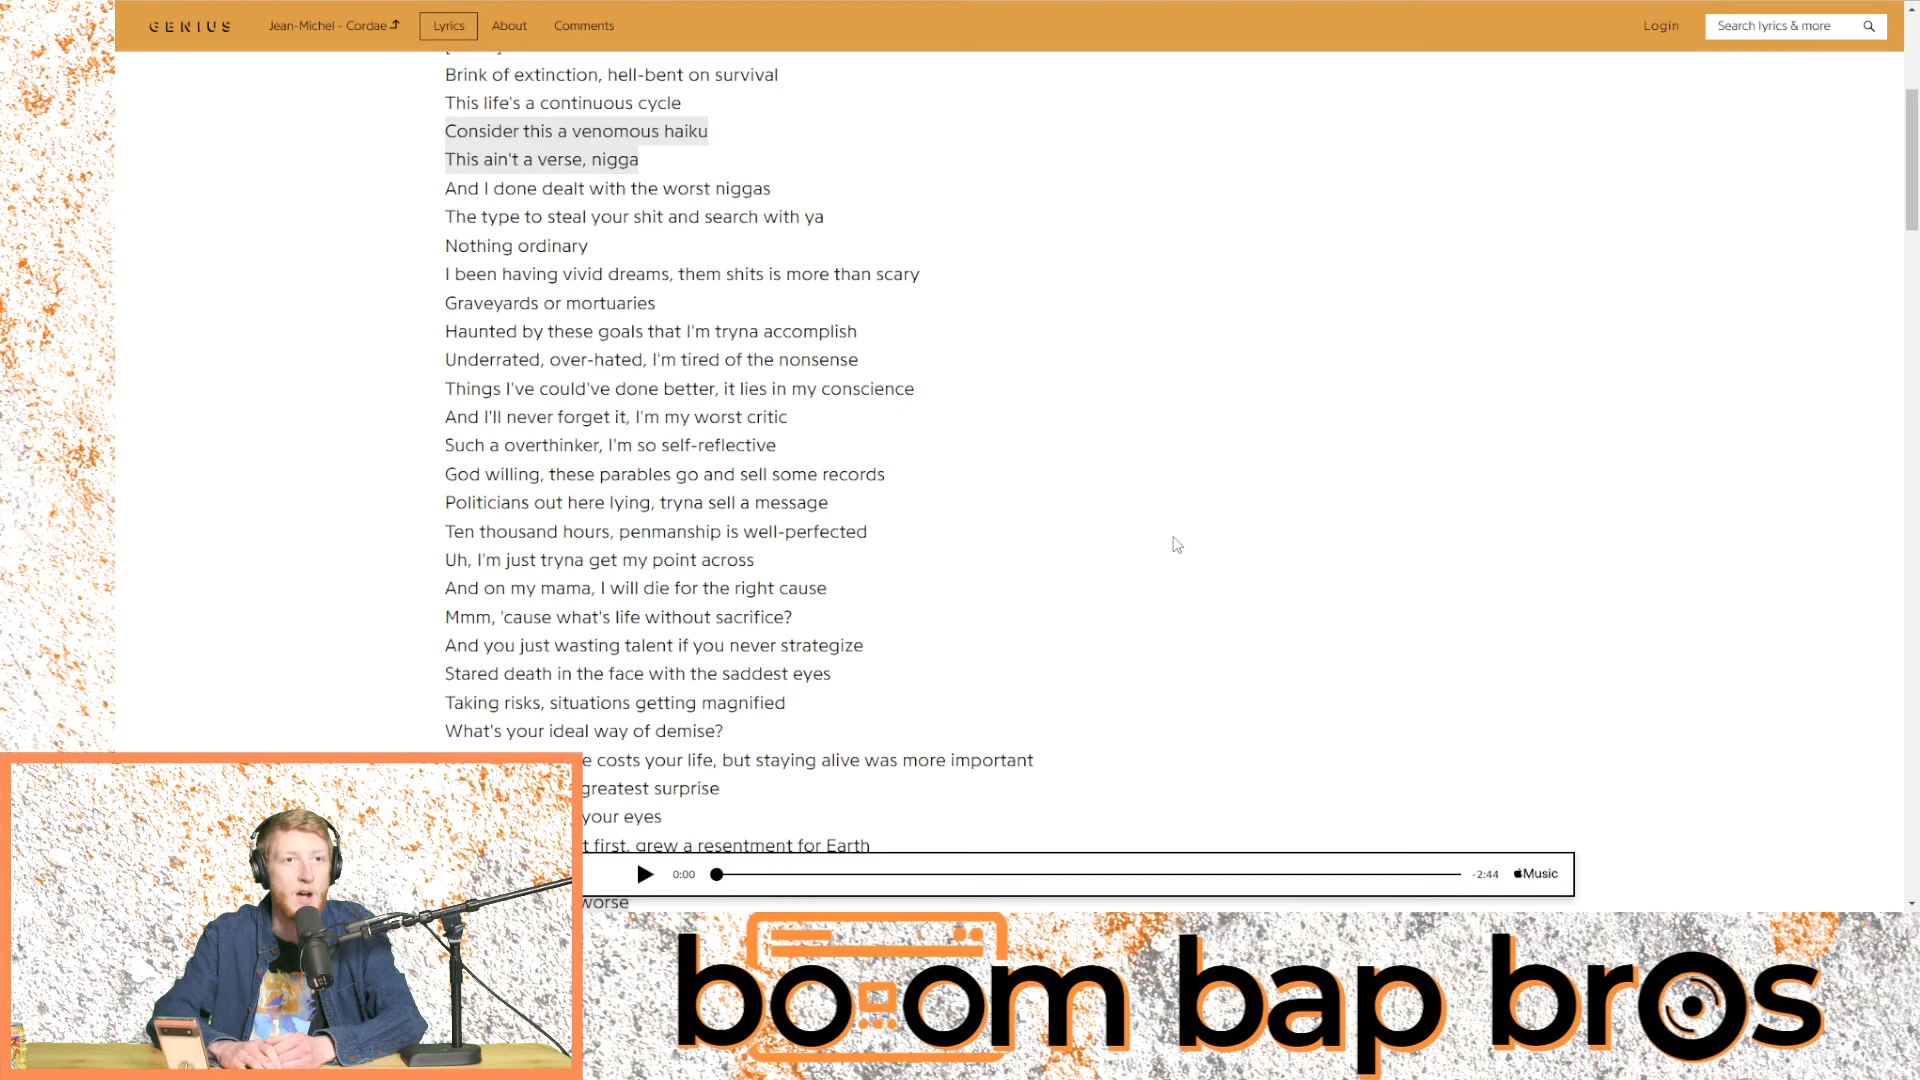 GENIUS
Jean-Michel - Cordae
Lyrics
About
Comments
Login
Search lyrics & more
Brink of extinction, hell-bent on survival
This life's a continuous cycle
Consider this a venomous haiku
This ain't a verse, nigga
And I done dealt with the worst niggas
The type to steal your shit and search with ya
Nothing ordinary
I been having vivid dreams, them shits is more than scary
Graveyards or mortuaries
Haunted by these goals that I'm tryna accomplish
Underrated, over-hated, I'm tired of the nonsense
Things I've could've done better, it lies in my conscience
And I'll never forget it, I'm my worst critic
Such a overthinker, I'm so self-reflective
God willing, these parables go and sell some records
Politicians out here lying, tryna sell a message
Ten thousand hours, penmanship is well-perfected
Uh, I'm just tryna get my point across
And on my mama, I will die for the right cause
Mmm, 'cause what's life without sacrifice?
And you just wasting talent if you never strategize
Stared death in the face with the saddest eyes
Taking risks, situations getting magnified
What's your ideal way of demise?
costs your life, but staying alive was more important
greatest surprise
your eyes
first, grew a resentment for Earth
0:00
-2:44
Music
worse
boom bap bros